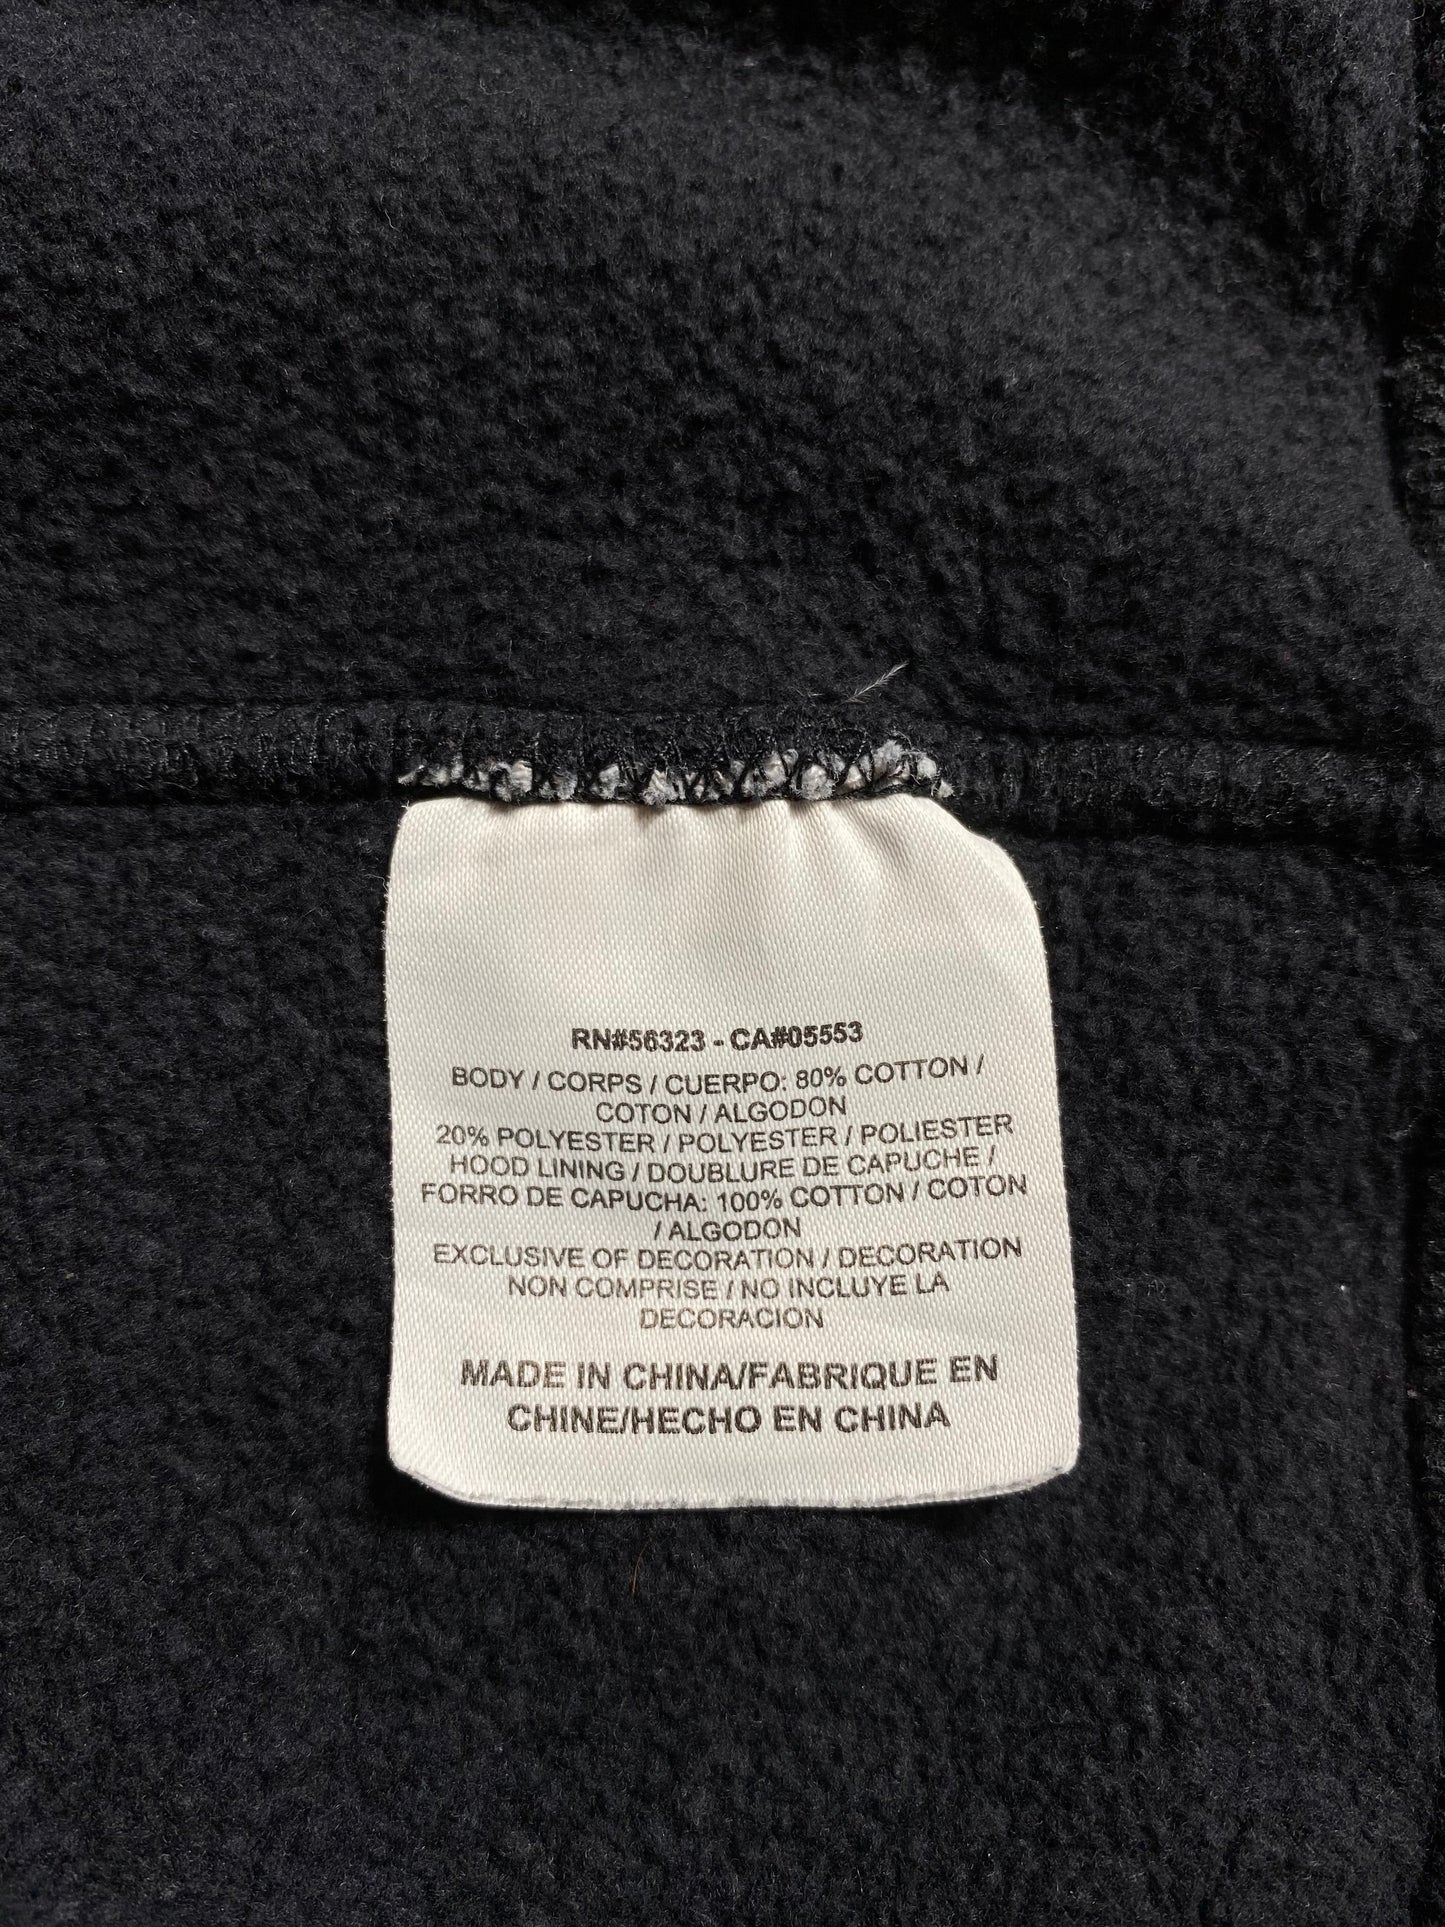 RN#56323 - CA#05553
BODY / CORPS / CUERPO: 80% COTTON /
COTON / ALGODON
20% POLYESTER / POLYESTER / POLIESTER
HOOD LINING / DOUBLURE DE CAPUCHE /
FORRO DE CAPUCHA: 100% COTTON / COTON
/ ALGODON
EXCLUSIVE OF DECORATION / DECORATION
NON COMPRISE / NO INCLUYE LA
DECORACION
MADE IN CHINA/FABRIQUE EN
CHINE/HECHO EN CHINA